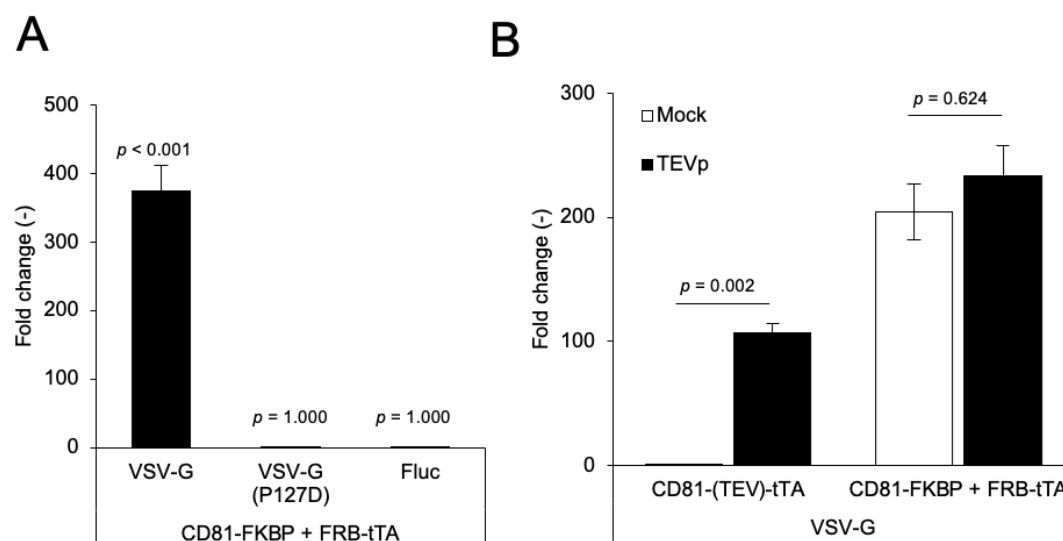 A
Fold change (-)
500
400
300
200
100
0
p < 0.001
p = 1.000
p = 1.000
VSV-G
VSV-G
(P127D)
Fluc
CD81-FKBP + FRB-tTA
B
Fold change (-)
300
200
100
0
Mock
TEVp
p = 0.002
p = 0.624
CD81-(TEV)-tTA
CD81-FKBP + FRB-tTA
VSV-G